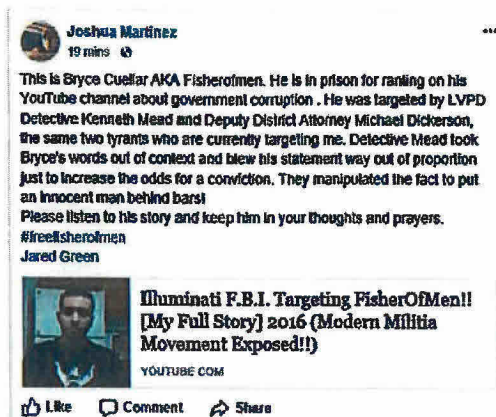 Joshua Martinez
19 mins
This is Bryce Cuellar AKA Fisherofmen. He is in prison for ranting on his
YouTube channel about government corruption . He was targeted by LVPD
Detective Kenneth Mead and Deputy District Attorney Michael Dickerson,
the same two tyrants who are currently targeting me. Detective Mead took
Bryce's words out of context and blew his statement way out of proportion
just to increase the odds for a conviction. They manipulated the fact to put
an innocent man behind bars!
Please listen to his story and keep him in your thoughts and prayers.
#freefisherofmen
Jared Green
Illuminati F.B.I. Targeting FisherOfMen!!
[My Full Story] 2016 (Modern Militia
Movement Exposed!!)
YOUTUBE.COM
Like Comment Share